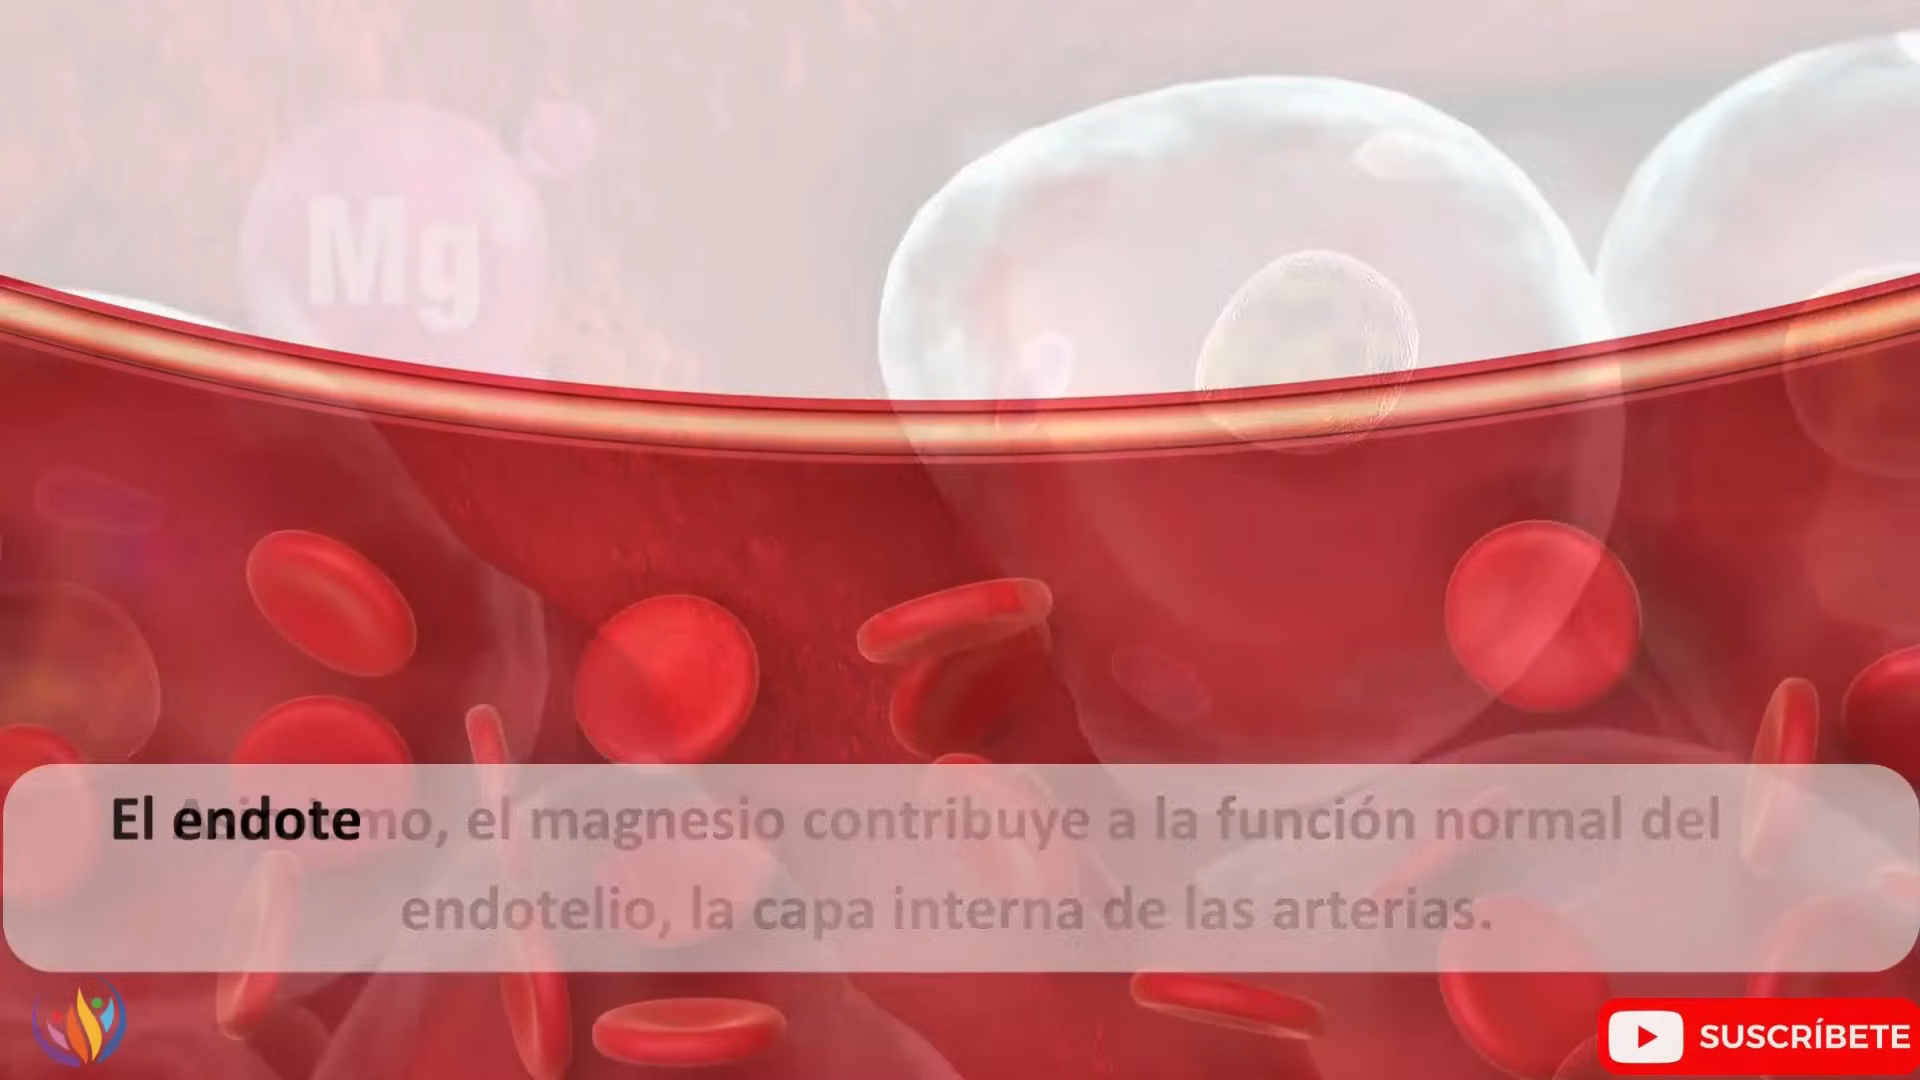 Mg
El endote
mo, el magnesio contribuye a la función normal del
endotelio, la capa interna de las arterias.
SUSCRÍBETE